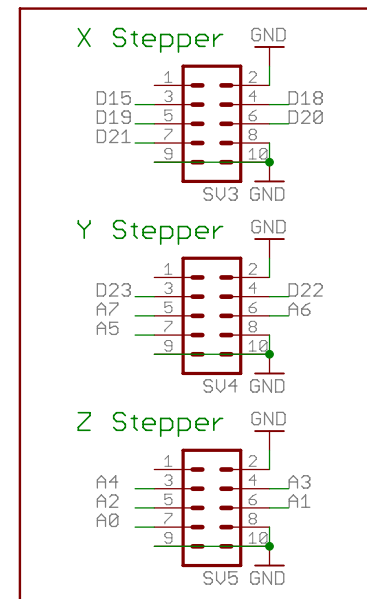 X Stepper GND
1 2
D15 3 4 D18
D19 5 6 D20
D21 7 8
9 10
SV3 GND
Y Stepper GND
1 2
D23 3 4 D22
A7 5 6 A6
A5 7 8
9 10
SV4 GND
Z Stepper GND
1 2
A4 3 4 A3
A2 5 6 A1
A0 7 8
9 10
SV5 GND